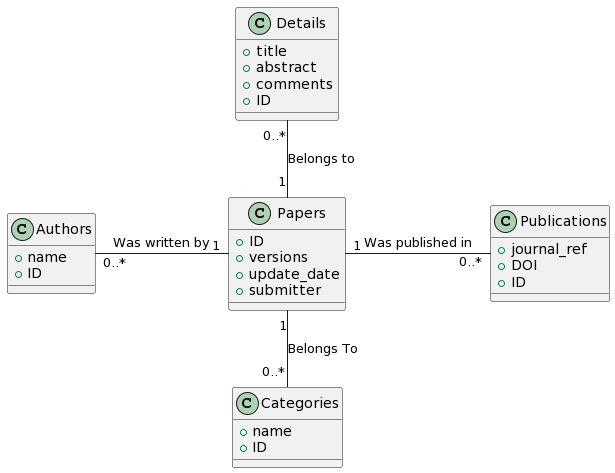 C Details
title
abstract
comments
ID
0..*
Belongs to
1
C Authors
name
ID
Was written by
0..*
1
C Papers
ID
versions
update_date
submitter
1
Was published in
0..*
C Publications
journal_ref
DOI
ID
1
Belongs To
0..*
C Categories
name
ID